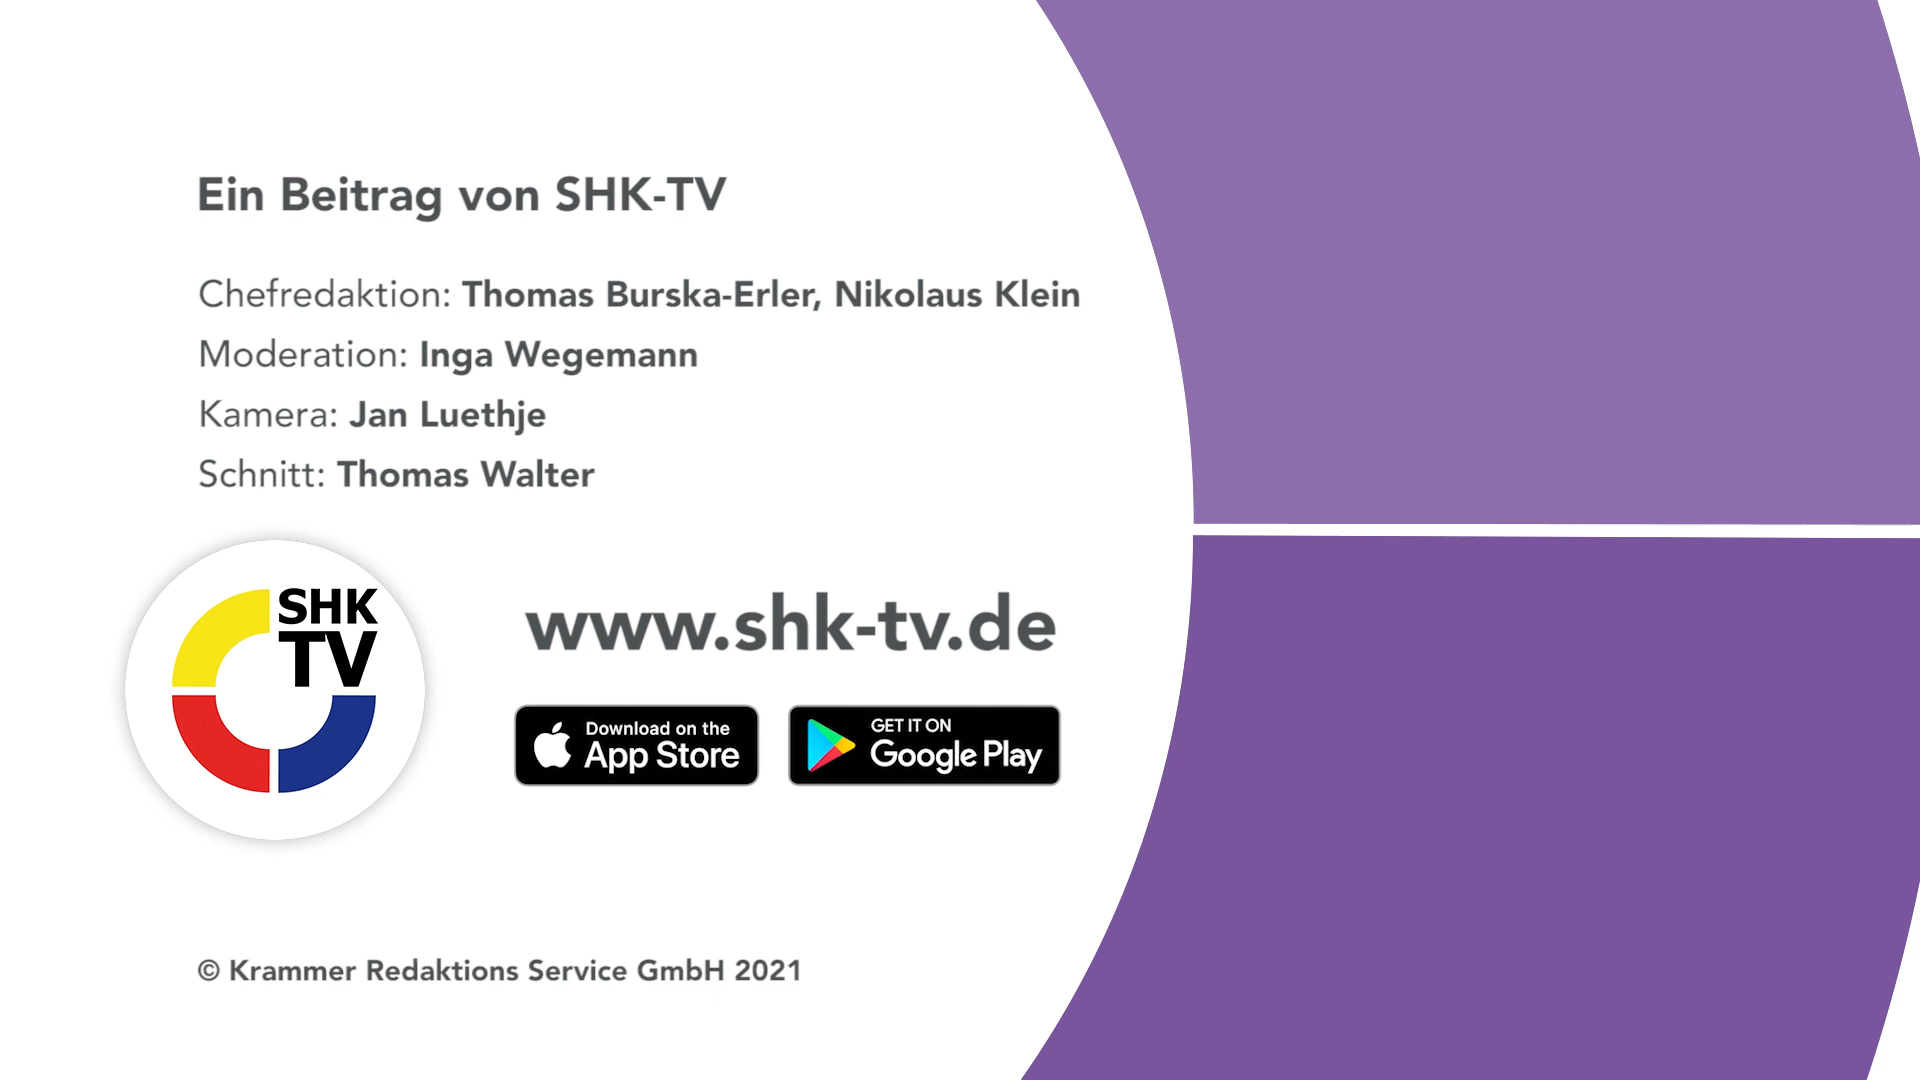 Ein Beitrag von SHK-TV
Chefredaktion: Thomas Burska-Erler, Nikolaus Klein
Moderation: Inga Wegemann
Kamera: Jan Luethje
Schnitt: Thomas Walter
SHK
TV
www.shk-tv.de
Download on the
App Store
GET IT ON
Google Play
© Krammer Redaktions Service GmbH 2021